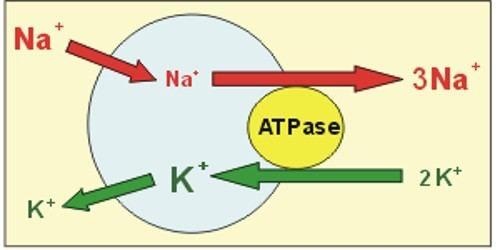 Na⁺
Na⁺
3Na⁺
ATPase
K⁺
K⁺
2K⁺